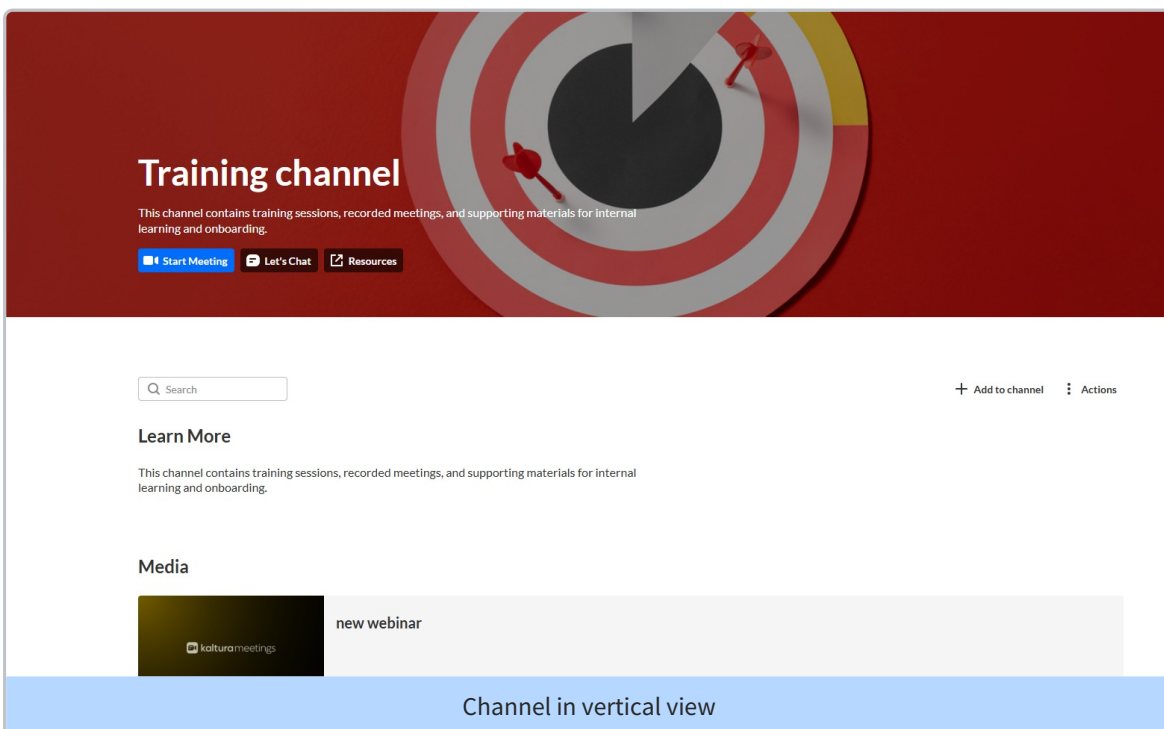 Training channel
This channel contains training sessions, recorded meetings, and supporting materials for internal
learning and onboarding.
Start Meeting
Let's Chat
Resources
Search
Add to channel
Actions
Learn More
This channel contains training sessions, recorded meetings, and supporting materials for internal
learning and onboarding.
Media
kaltura meetings
new webinar
Channel in vertical view